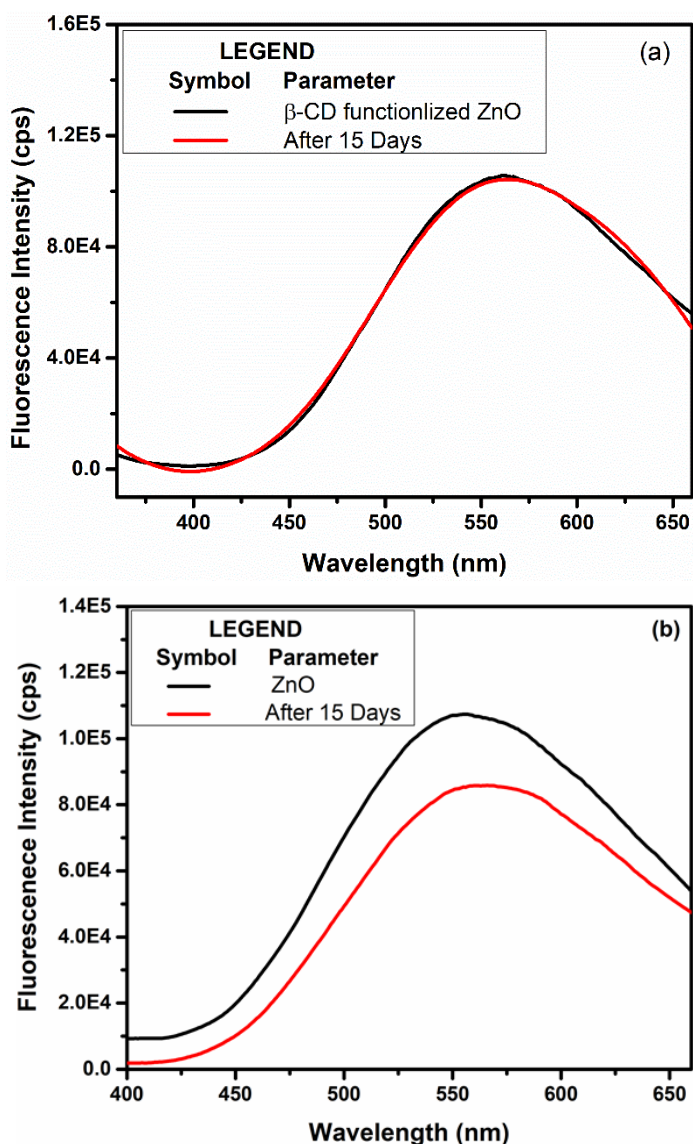 (a)
LEGEND
Symbol Parameter
β-CD functionlized ZnO
After 15 Days
1.6E5
1.2E5
8.0E4
4.0E4
0.0
Fluorescence Intensity (cps)
400 450 500 550 600 650
Wavelength (nm)
(b)
LEGEND
Symbol Parameter
ZnO
After 15 Days
1.4E5
1.2E5
1.0E5
8.0E4
6.0E4
4.0E4
2.0E4
0.0
Fluorescenece Intensity (cps)
400 450 500 550 600 650
Wavelength (nm)